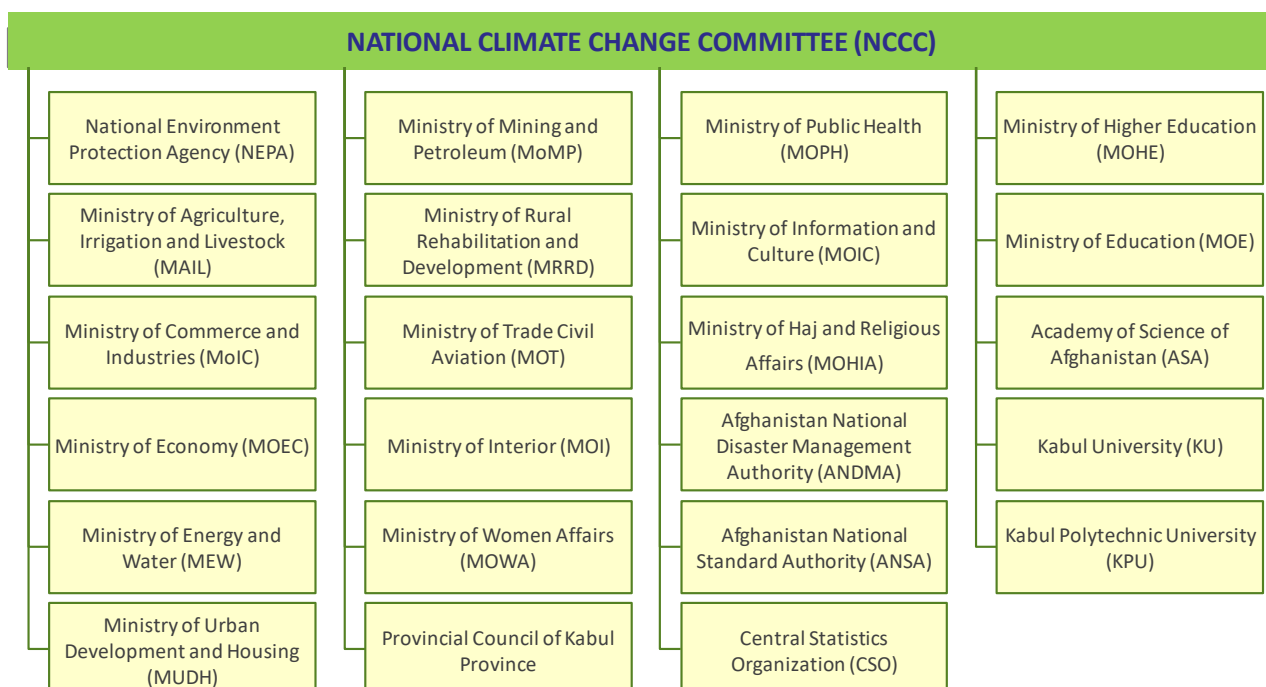 NATIONAL CLIMATE CHANGE COMMITTEE (NCCC)
National Environment
Protection Agency (NEPA)
Ministry of Agriculture,
Irrigation and Livestock
(MAIL)
Ministry of Commerce and
Industries (MoIC)
Ministry of Economy (MOEC)
Ministry of Energy and
Water (MEW)
Ministry of Urban
Development and Housing
(MUDH)
Ministry of Mining and
Petroleum (MoMP)
Ministry of Rural
Rehabilitation and
Development (MRRD)
Ministry of Trade Civil
Aviation (MOT)
Ministry of Interior (MOI)
Ministry of Women Affairs
(MOWA)
Provincial Council of Kabul
Province
Ministry of Public Health
(MOPH)
Ministry of Information and
Culture (MOIC)
Ministry of Haj and Religious
Affairs (MOHIA)
Afghanistan National
Disaster Management
Authority (ANDMA)
Afghanistan National
Standard Authority (ANSA)
Central Statistics
Organization (CSO)
Ministry of Higher Education
(MOHE)
Ministry of Education (MOE)
Academy of Science of
Afghanistan (ASA)
Kabul University (KU)
Kabul Polytechnic University
(KPU)